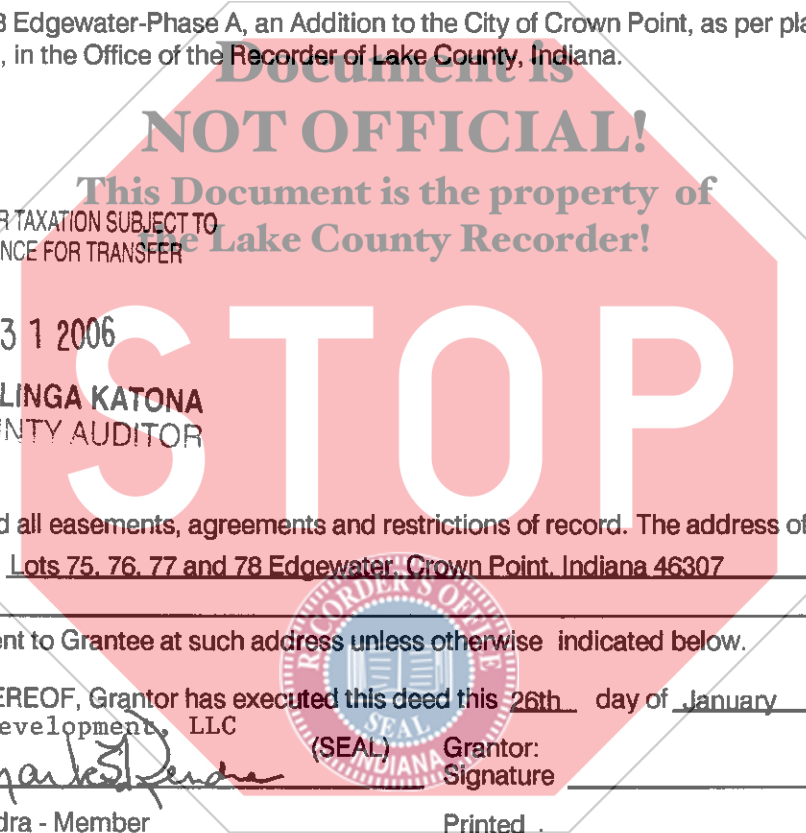 8 Edgewater-Phase A, an Addition to the City of Crown Point, as per pla
, in the Office of the Recorder of Lake County, Indiana.
Document is
NOT OFFICIAL!
This Document is the property of
the Lake County Recorder!
R TAXATION SUBJECT TO
NCE FOR TRANSFER
3 1 2006
LINGA KATONA
NTY AUDITOR
STOP
d all easements, agreements and restrictions of record. The address of
Lots 75, 76, 77 and 78 Edgewater, Crown Point, Indiana 46307
ent to Grantee at such address unless otherwise indicated below.
EREOF, Grantor has executed this deed this 26th day of January
evelopment, LLC
(SEAL) Grantor:
Signature
dra - Member Printed
RECORDER'S OFFICE
SEAL
INDIANA